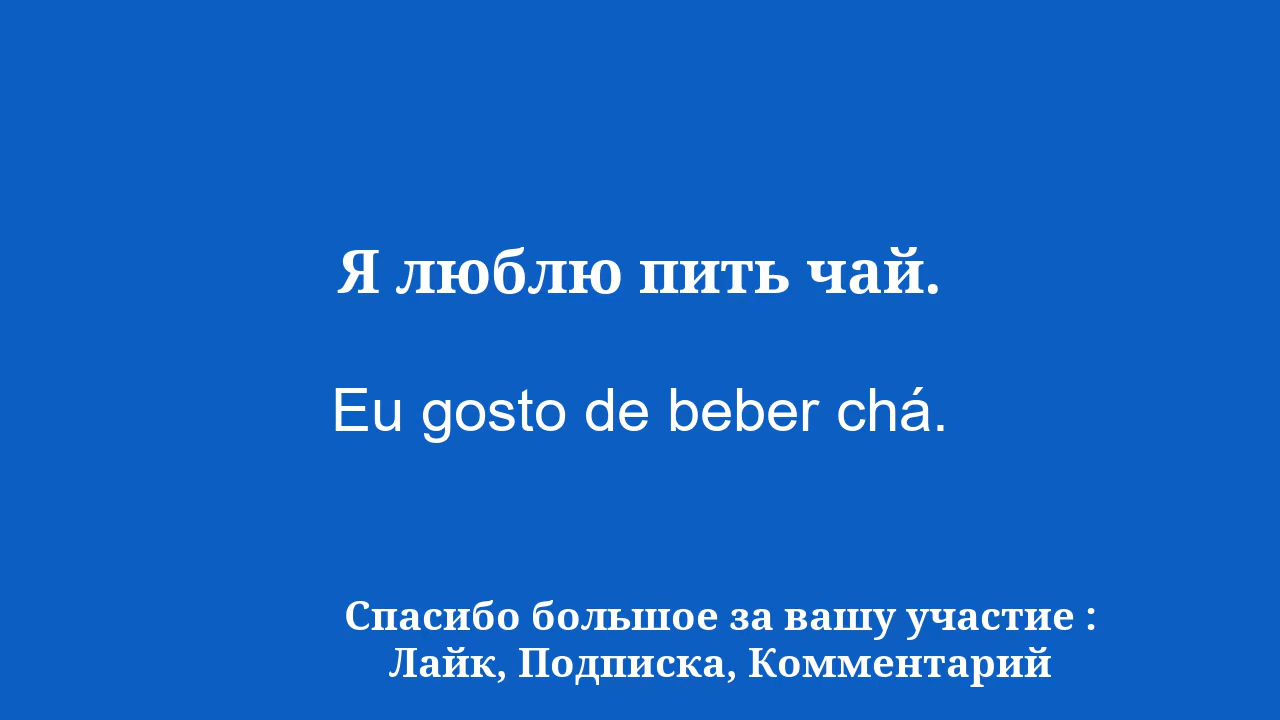 Я люблю пить чай.
Eu gosto de beber chá.
Спасибо большое за вашу участие :
Лайк, Подписка, Комментарий